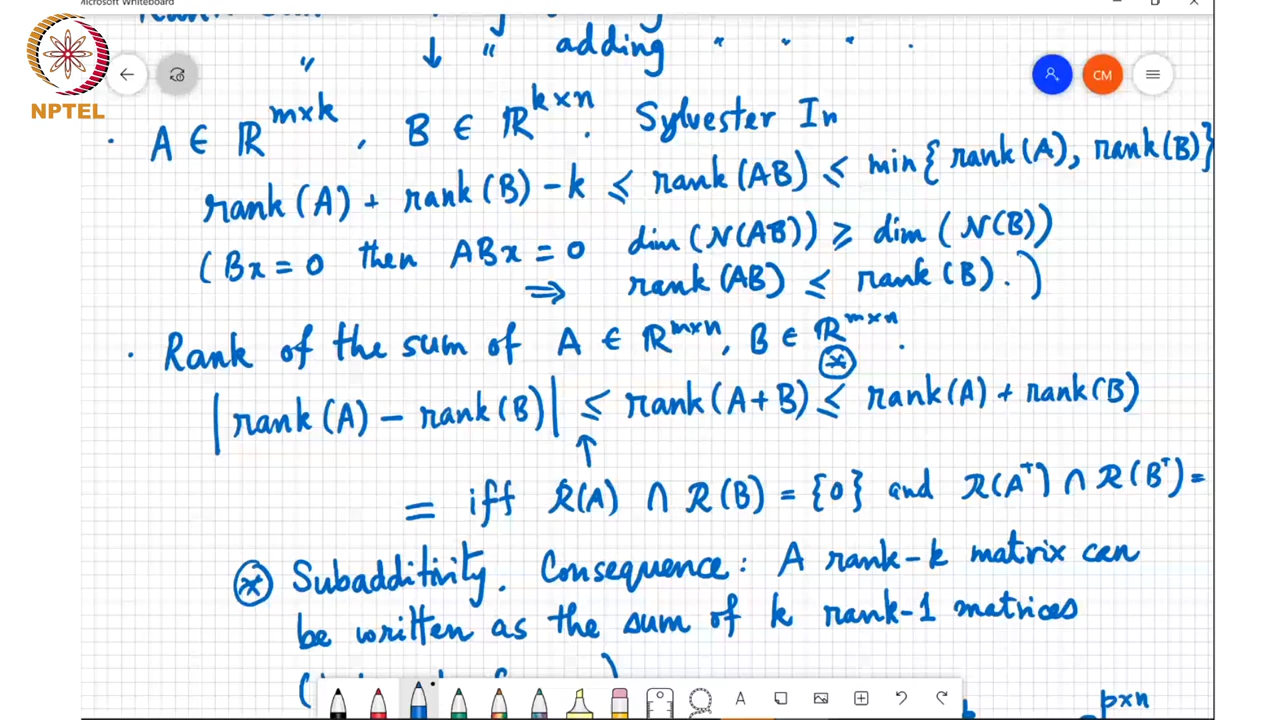 Microsoft Whiteboard
" ↓ " adding " " " .
NPTEL
CM
· A ∈ ℝ^{m×k}, B ∈ ℝ^{k×n}. Sylvester In
rank(A) + rank(B) - k ≤ rank(AB) ≤ min{rank(A), rank(B)}
(Bx = 0 then ABx = 0 dim(N(AB)) ≥ dim(N(B))
⇒ rank(AB) ≤ rank(B).)
· Rank of the sum of A ∈ ℝ^{m×n}, B ∈ ℝ^{m×n}.
|rank(A) - rank(B)| ≤ rank(A+B) ≤ rank(A) + rank(B)
↑ ⊛
= iff R(A) ∩ R(B) = {0} and R(A^T) ∩ R(B^T) =
⊛ Subadditivity. Consequence: A rank-k matrix can
be written as the sum of k rank-1 matrices
p×n